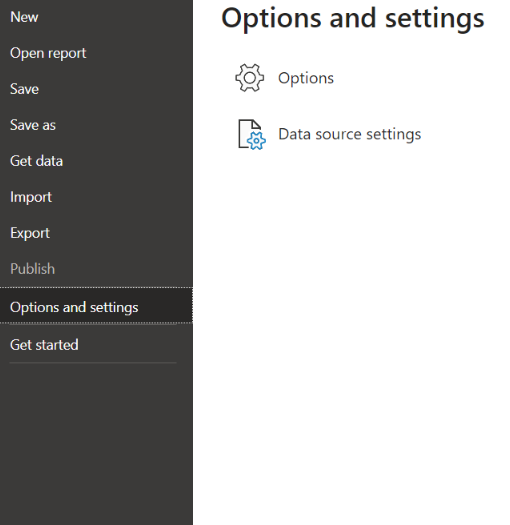 New
Open report
Save
Save as
Get data
Import
Export
Publish
Options and settings
Get started
Options and settings
Options
Data source settings